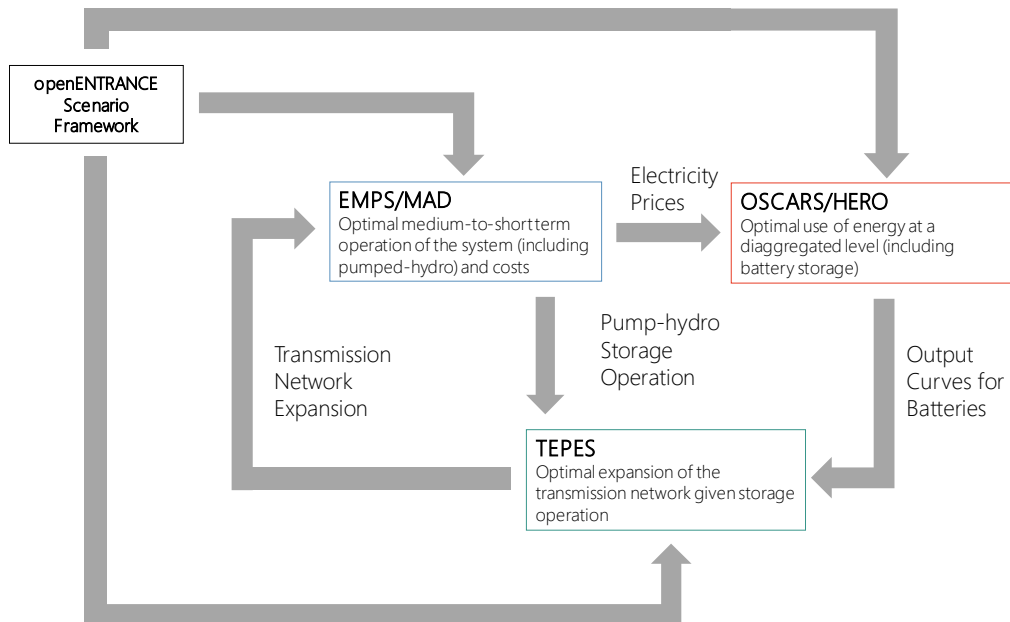 openENTRANCE
Scenario
Framework
EMPS/MAD
Optimal medium-to-short term
operation of the system (including
pumped-hydro) and costs
Electricity
Prices
OSCARS/HERO
Optimal use of energy at a
diaggregated level (including
battery storage)
Transmission
Network
Expansion
Pump-hydro
Storage
Operation
Output
Curves for
Batteries
TEPES
Optimal expansion of the
transmission network given storage
operation